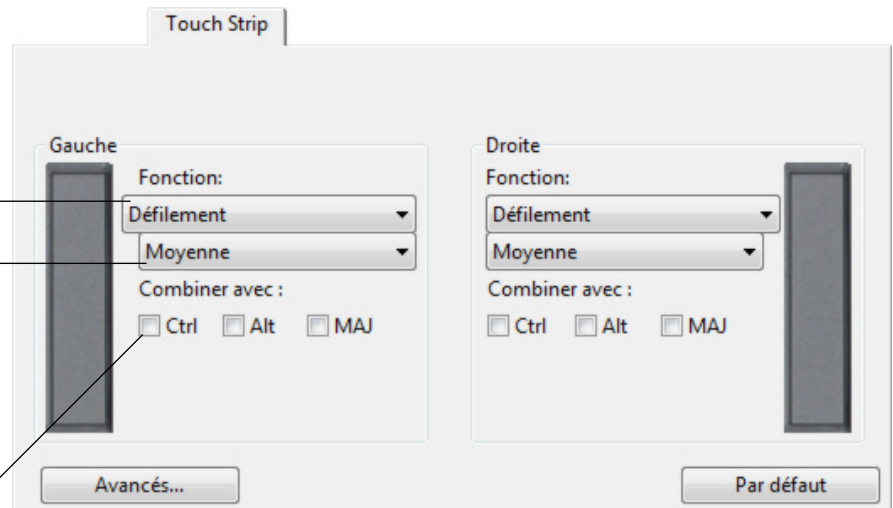 Touch Strip
Gauche
Fonction:
Défilement
Moyenne
Combiner avec :
Ctrl Alt MAJ
Droite
Fonction:
Défilement
Moyenne
Combiner avec :
Ctrl Alt MAJ
Avancés...
Par défaut